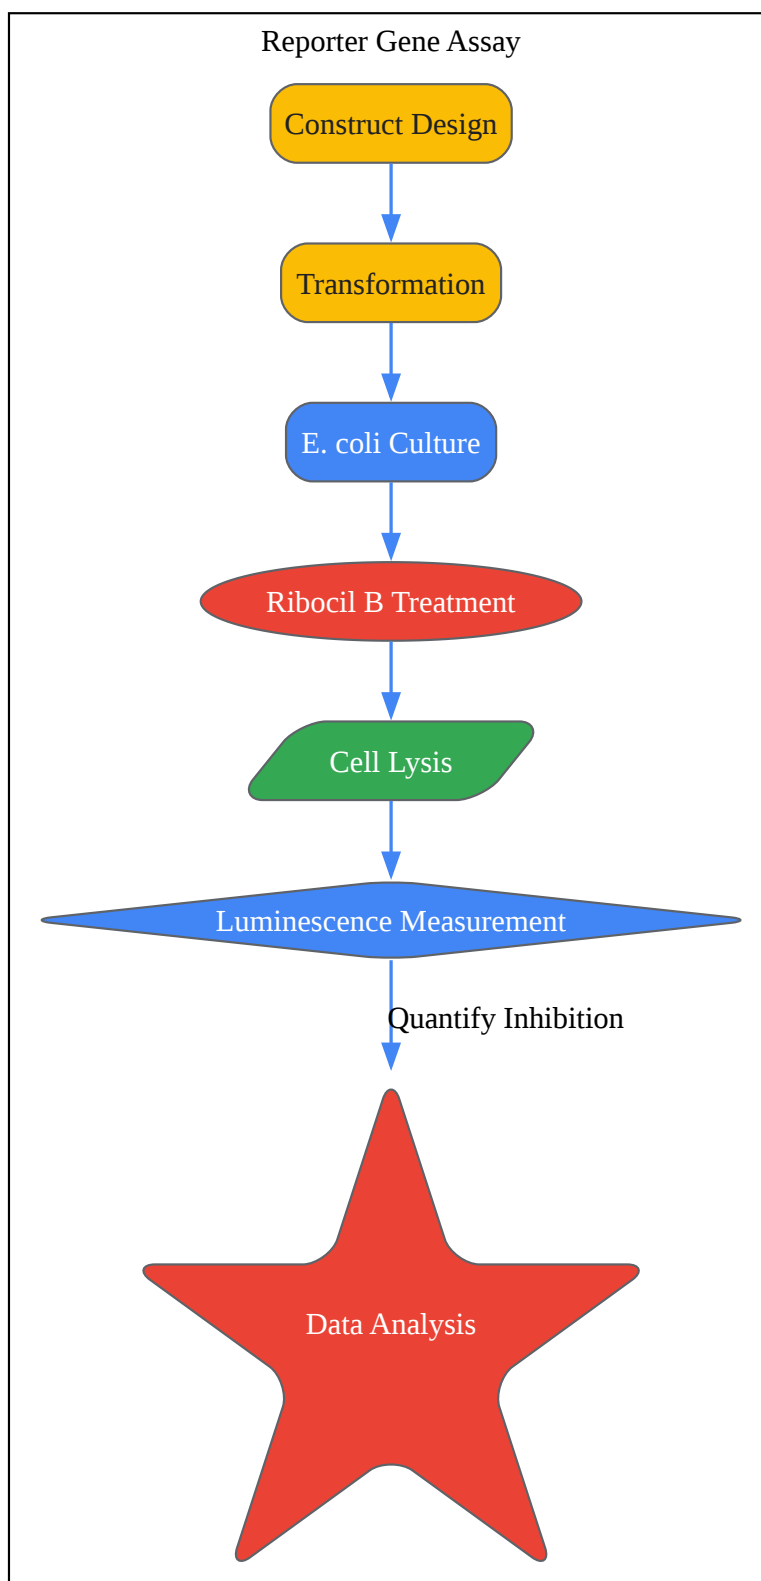 Reporter Gene Assay
Construct Design
Transformation
E. coli Culture
Ribocil B Treatment
Cell Lysis
Luminescence Measurement
Quantify Inhibition
Data Analysis